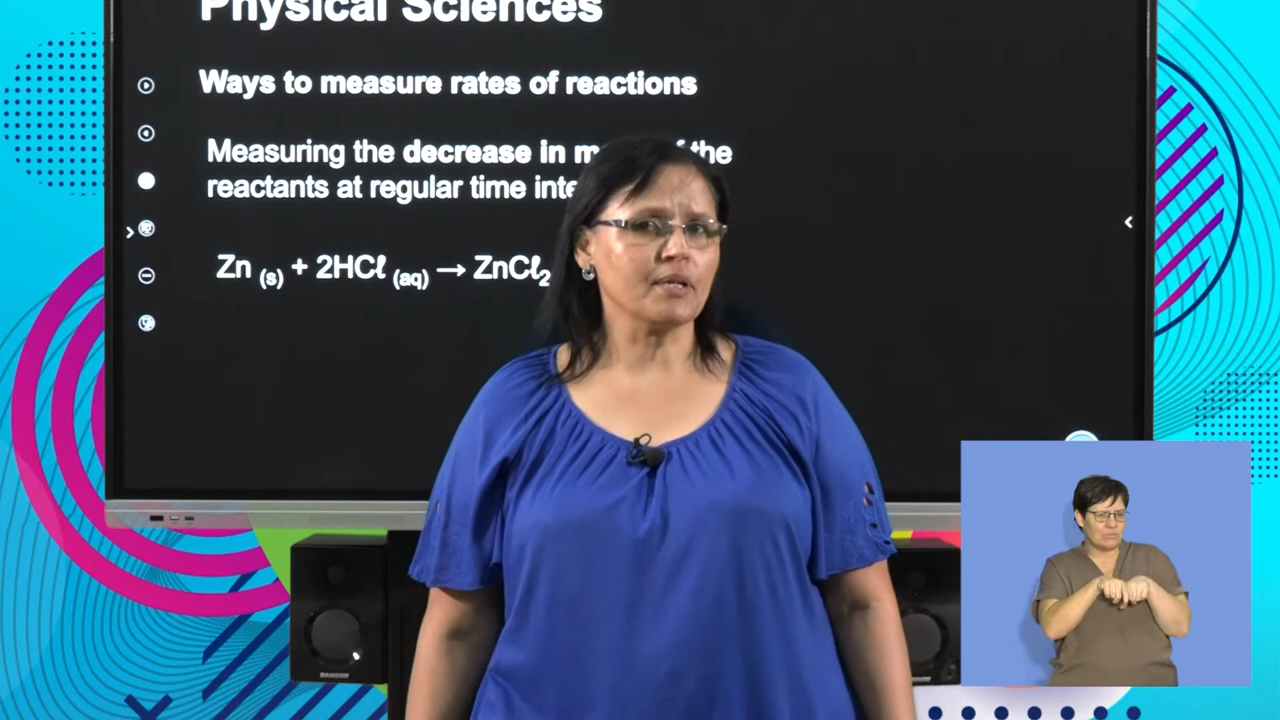 Physical Sciences
Ways to measure rates of reactions
Measuring the decrease in the
reactants at regular time
Zn (s) + 2HCℓ (aq) → ZnCℓ₂